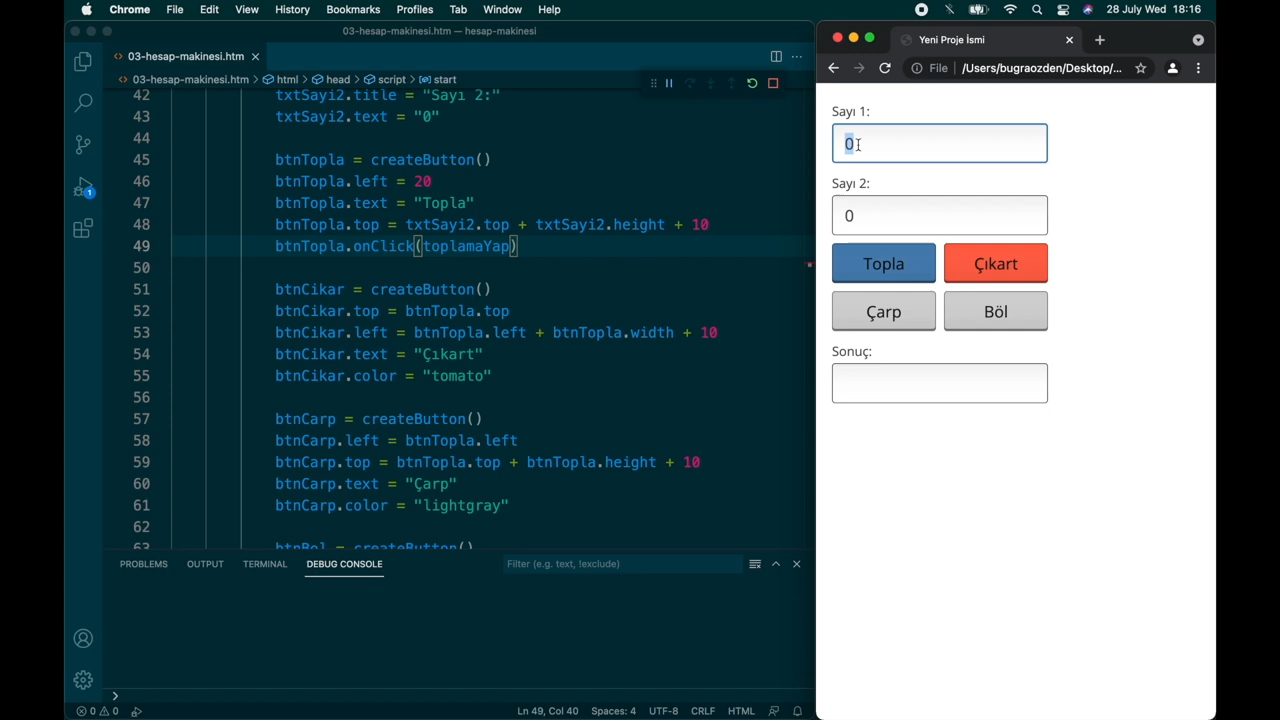 Chrome File Edit View History Bookmarks Profiles Tab Window Help 28 July Wed 18:16
03-hesap-makinesi.htm — hesap-makinesi
03-hesap-makinesi.htm
03-hesap-makinesi.htm > html > head > script > start
42 txtSayi2.title = "Sayı 2:"
43 txtSayi2.text = "0"
44
45 btnTopla = createButton()
46 btnTopla.left = 20
47 btnTopla.text = "Topla"
48 btnTopla.top = txtSayi2.top + txtSayi2.height + 10
49 btnTopla.onClick(toplamaYap)
50
51 btnCikar = createButton()
52 btnCikar.top = btnTopla.top
53 btnCikar.left = btnTopla.left + btnTopla.width + 10
54 btnCikar.text = "Çıkart"
55 btnCikar.color = "tomato"
56
57 btnCarp = createButton()
58 btnCarp.left = btnTopla.left
59 btnCarp.top = btnTopla.top + btnTopla.height + 10
60 btnCarp.text = "Çarp"
61 btnCarp.color = "lightgray"
62
63 btnBol = createButton()
1
PROBLEMS OUTPUT TERMINAL DEBUG CONSOLE Filter (e.g. text, !exclude)
0 0 Ln 49, Col 40 Spaces: 4 UTF-8 CRLF HTML
Yeni Proje İsmi
File /Users/bugraozden/Desktop/...
Sayı 1:
0
Sayı 2:
0
Topla Çıkart
Çarp Böl
Sonuç: